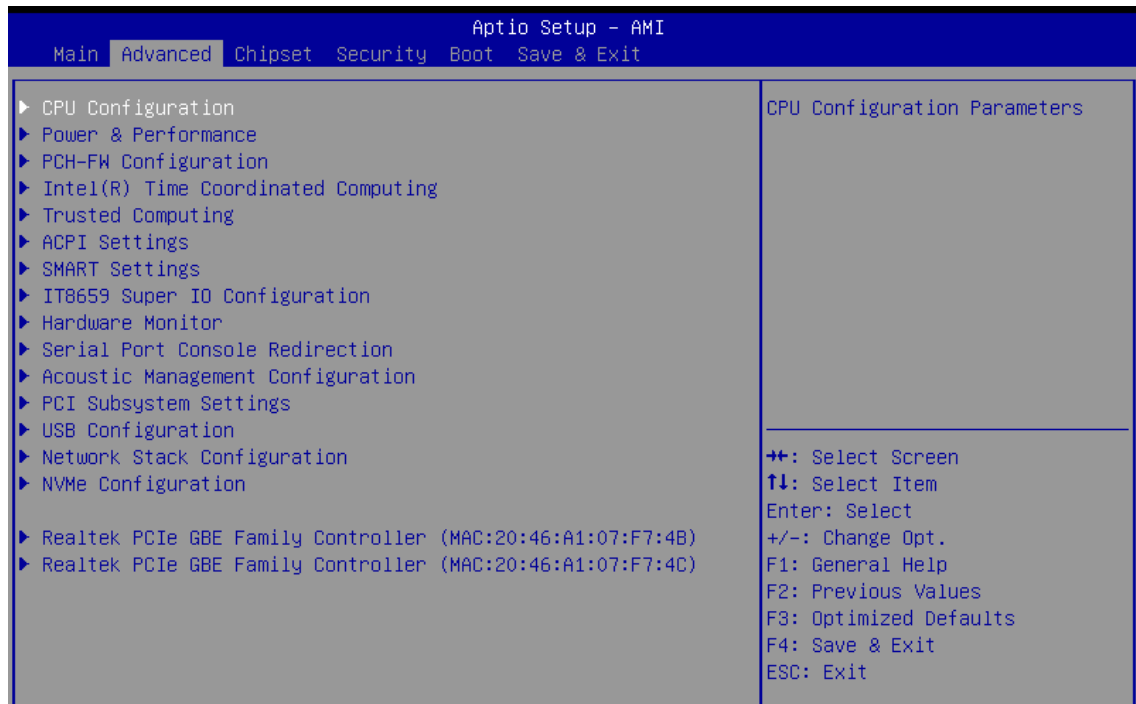 Aptio Setup – AMI
Main Advanced Chipset Security Boot Save & Exit
▶ CPU Configuration
▶ Power & Performance
▶ PCH-FW Configuration
▶ Intel(R) Time Coordinated Computing
▶ Trusted Computing
▶ ACPI Settings
▶ SMART Settings
▶ IT8659 Super IO Configuration
▶ Hardware Monitor
▶ Serial Port Console Redirection
▶ Acoustic Management Configuration
▶ PCI Subsystem Settings
▶ USB Configuration
▶ Network Stack Configuration
▶ NVMe Configuration
▶ Realtek PCIe GBE Family Controller (MAC:20:46:A1:07:F7:4B)
▶ Realtek PCIe GBE Family Controller (MAC:20:46:A1:07:F7:4C)
CPU Configuration Parameters
→←: Select Screen
↑↓: Select Item
Enter: Select
+/-: Change Opt.
F1: General Help
F2: Previous Values
F3: Optimized Defaults
F4: Save & Exit
ESC: Exit